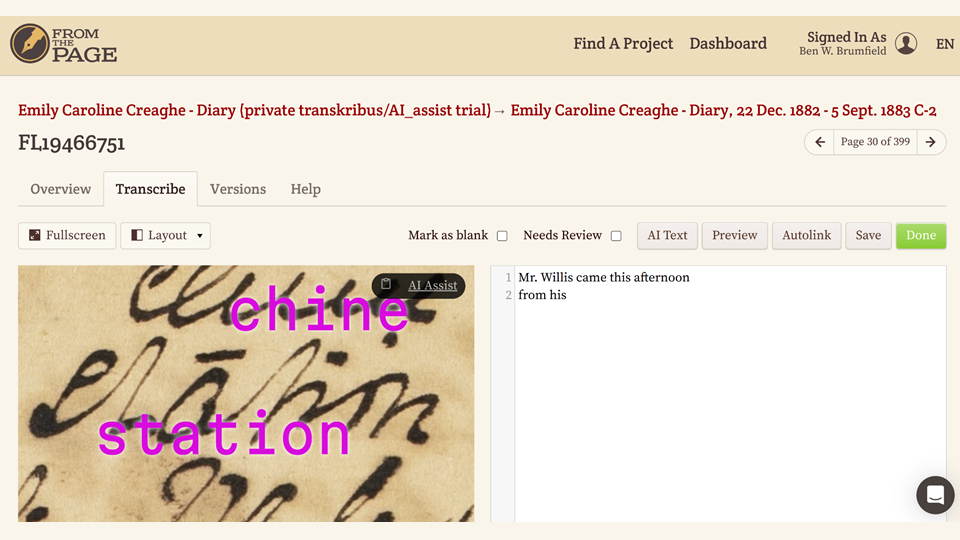 FROM
THE
PAGE
Find A Project
Dashboard
Signed In As
Ben W. Brumfield
EN
Emily Caroline Creaghe - Diary (private transkribus/AI_assist trial) → Emily Caroline Creaghe - Diary, 22 Dec. 1882 - 5 Sept. 1883 C-2
FL19466751
Page 30 of 399
Overview
Transcribe
Versions
Help
Fullscreen
Layout
Mark as blank
Needs Review
AI Text
Preview
Autolink
Save
Done
AI Assist
chine
station
station
1 Mr. Willis came this afternoon
2 from his